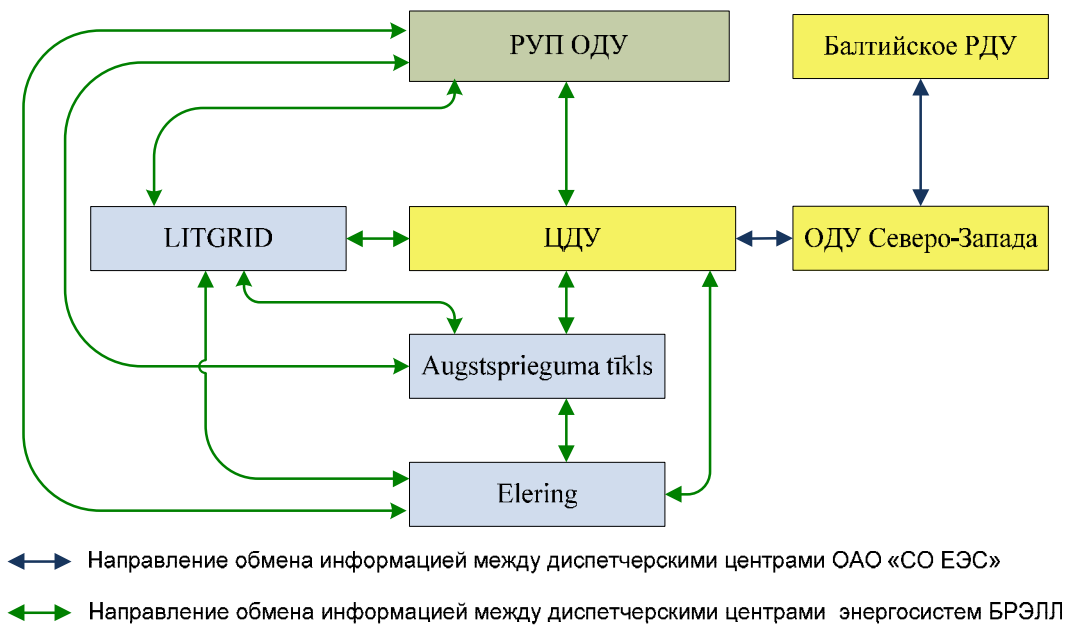 РУП ОДУ
Балтийское РДУ
LITGRID
ЦДУ
ОДУ Северо-Запада
Augstsprieguma tīkls
Elering
Направление обмена информацией между диспетчерскими центрами ОАО «СО ЕЭС»
Направление обмена информацией между диспетчерскими центрами энергосистем БРЭЛЛ